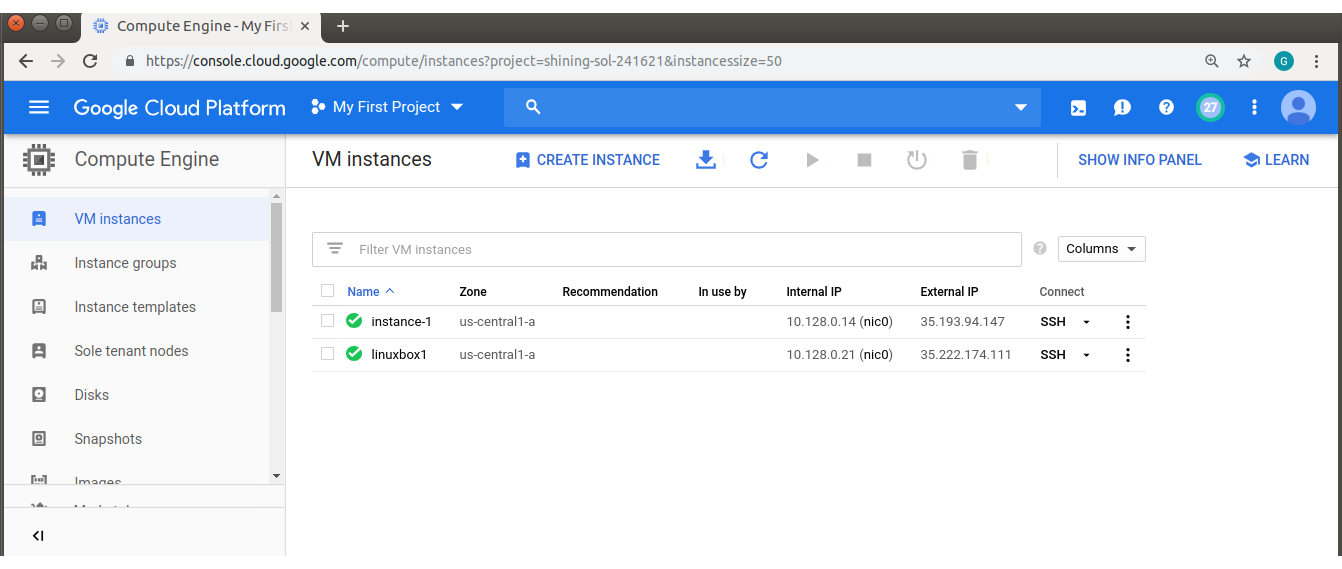 Compute Engine - My First
https://console.cloud.google.com/compute/instances?project=shining-sol-241621&instancessize=50
G
Google Cloud Platform
My First Project
27
Compute Engine
VM instances
CREATE INSTANCE
SHOW INFO PANEL
LEARN
VM instances
Instance groups
Instance templates
Sole tenant nodes
Disks
Snapshots
Images
Filter VM instances
Columns
Name Zone Recommendation In use by Internal IP External IP Connect
instance-1 us-central1-a 10.128.0.14 (nic0) 35.193.94.147 SSH
linuxbox1 us-central1-a 10.128.0.21 (nic0) 35.222.174.111 SSH